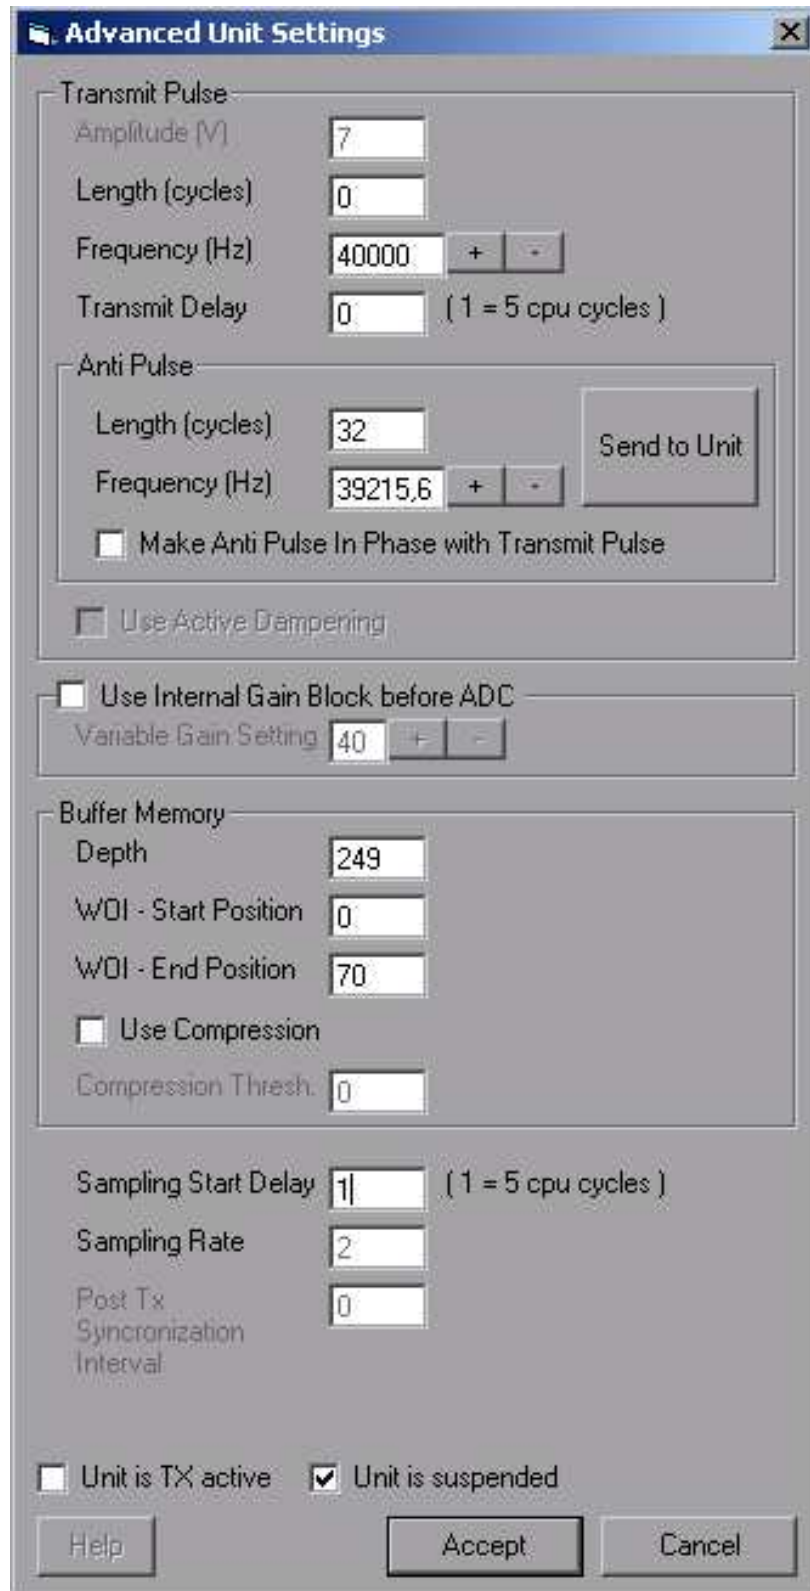 Advanced Unit Settings
Transmit Pulse
Amplitude (V) 7
Length (cycles) 0
Frequency (Hz) 40000 + -
Transmit Delay 0 ( 1 = 5 cpu cycles )
Anti Pulse
Length (cycles) 32
Send to Unit
Frequency (Hz) 39215,6 + -
Make Anti Pulse In Phase with Transmit Pulse
Use Active Dampening
Use Internal Gain Block before ADC
Variable Gain Setting 40 + -
Buffer Memory
Depth 249
WOI - Start Position 0
WOI - End Position 70
Use Compression
Compression Thresh. 0
Sampling Start Delay 1 ( 1 = 5 cpu cycles )
Sampling Rate 2
Post Tx 0
Syncronization
Interval
Unit is TX active Unit is suspended
Help Accept Cancel